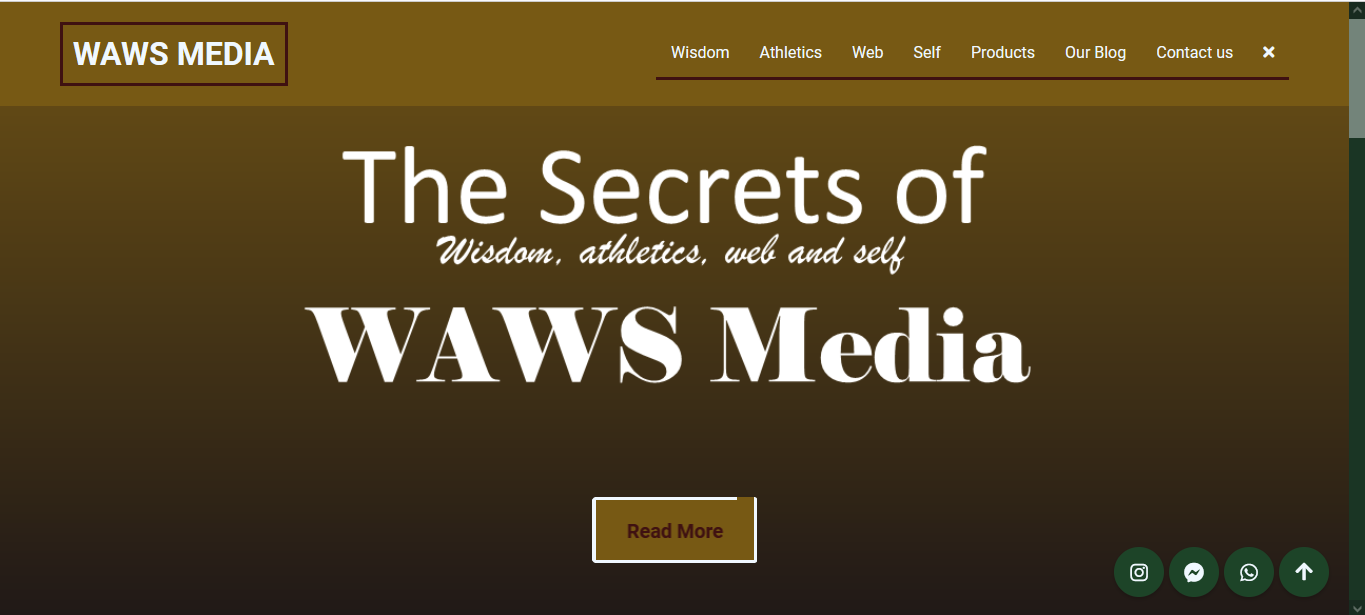 WAWS MEDIA
Wisdom Athletics Web Self Products Our Blog Contact us
The Secrets of
Wisdom, athletics, web and self
WAWS Media
Read More